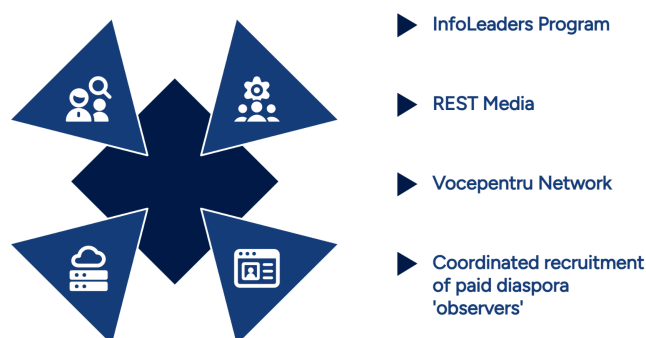 InfoLeaders Program
REST Media
Vocepentru Network
Coordinated recruitment
of paid diaspora
'observers'